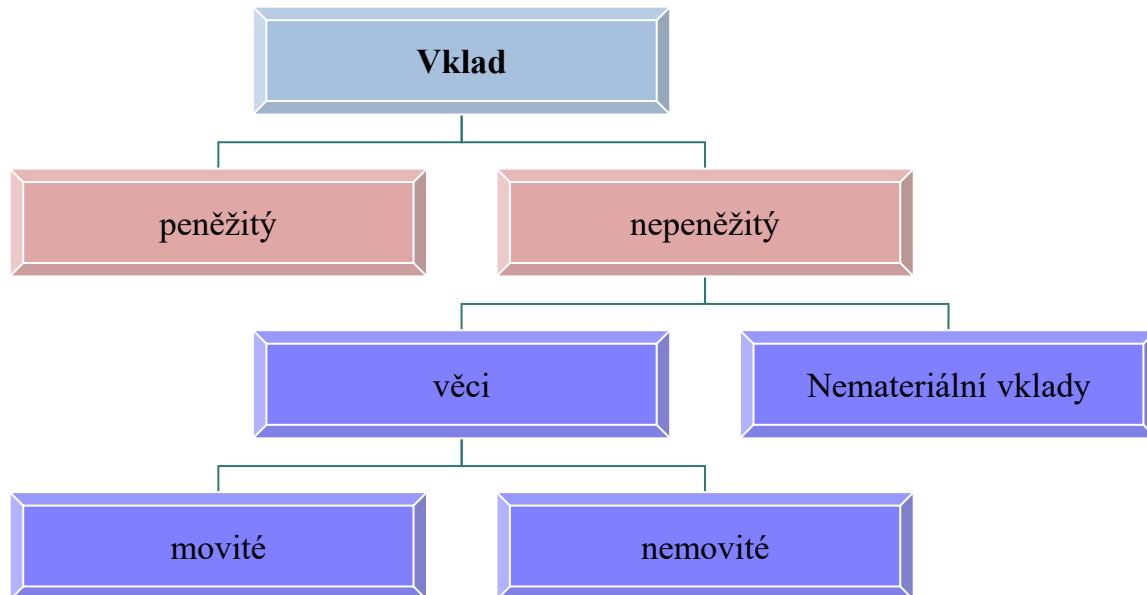 Vklad
peněžitý
nepeněžitý
věci
Nemateriální vklady
movité
nemovité